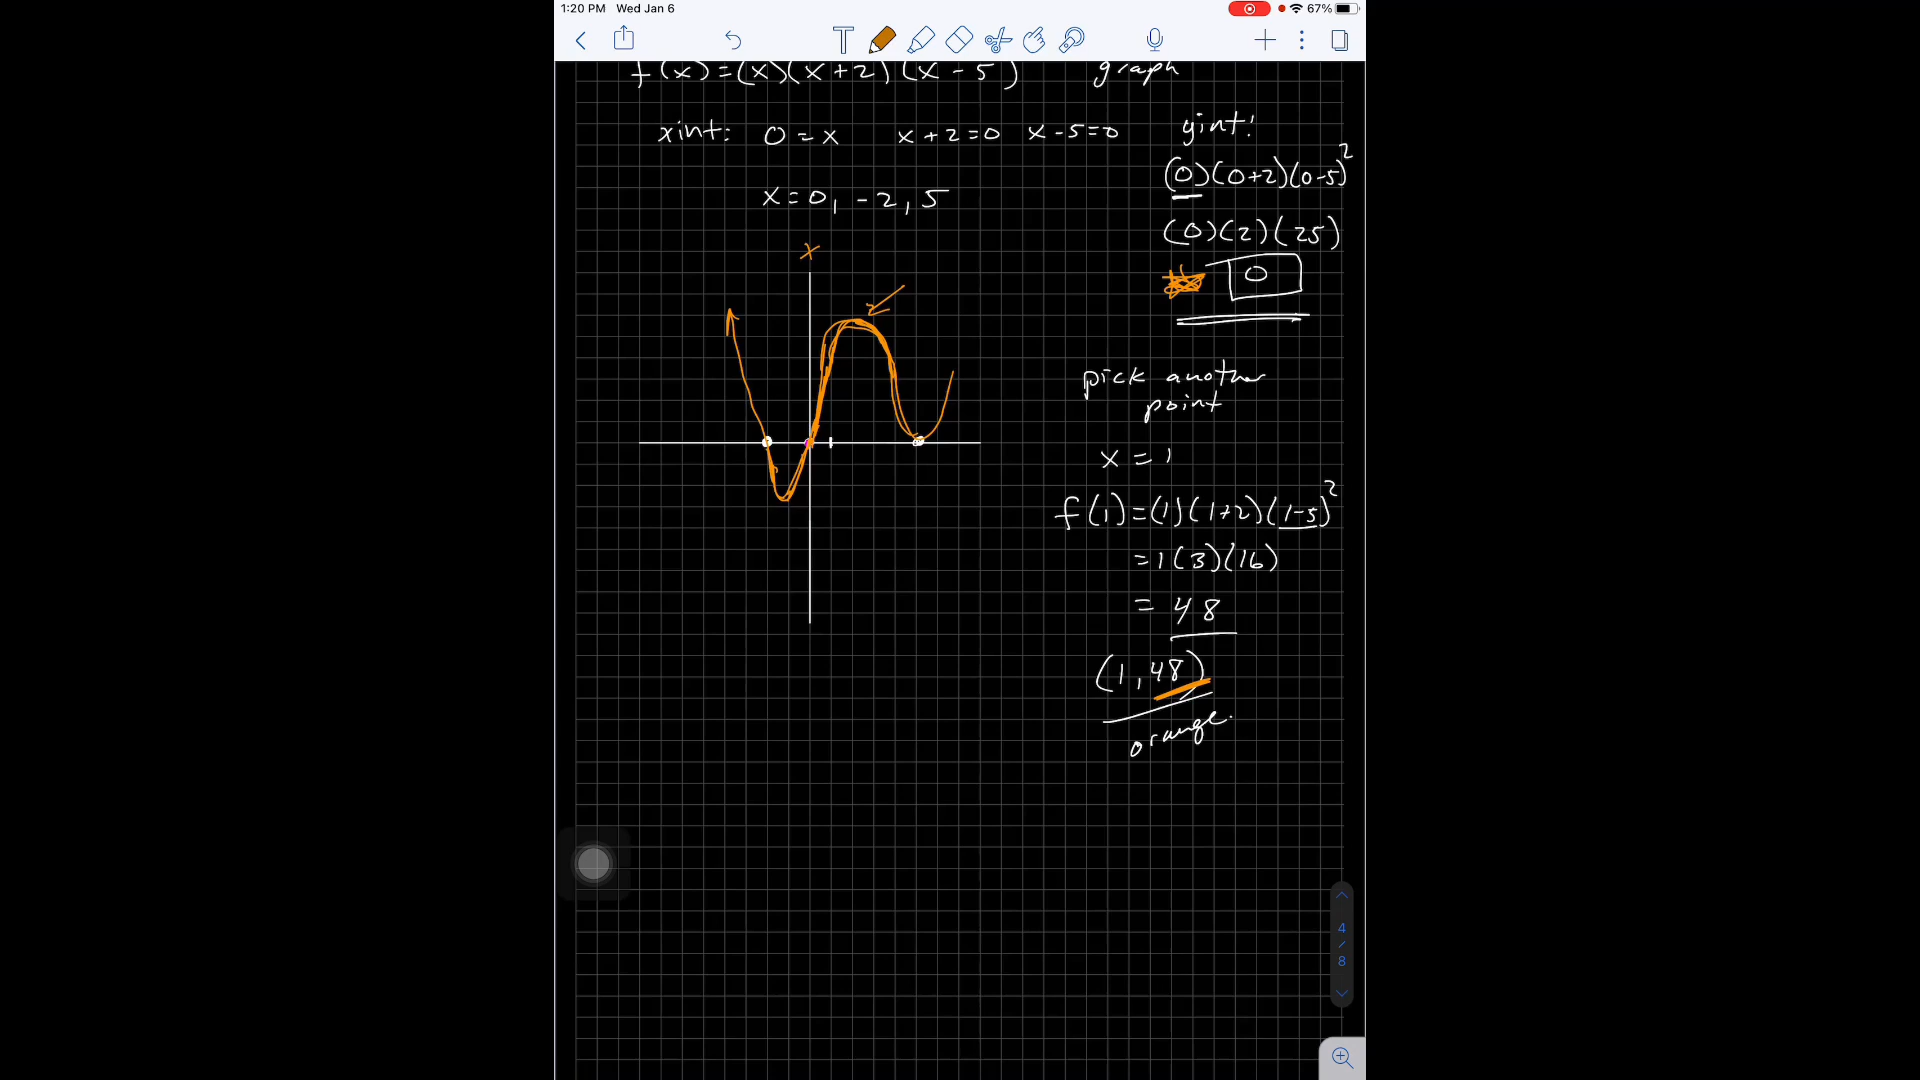 1:20 PM Wed Jan 6
67%
f(x)=(x)(x+2)(x-5) graph
xint: 0=x x+2=0 x-5=0
yint:
(0)(0+2)(0-5)²
x=0, -2, 5
(0)(2)(25)
0
pick another
point
x=1
f(1)=(1)(1+2)(1-5)²
=1(3)(16)
=48
(1,48)
orange.
4
/
8